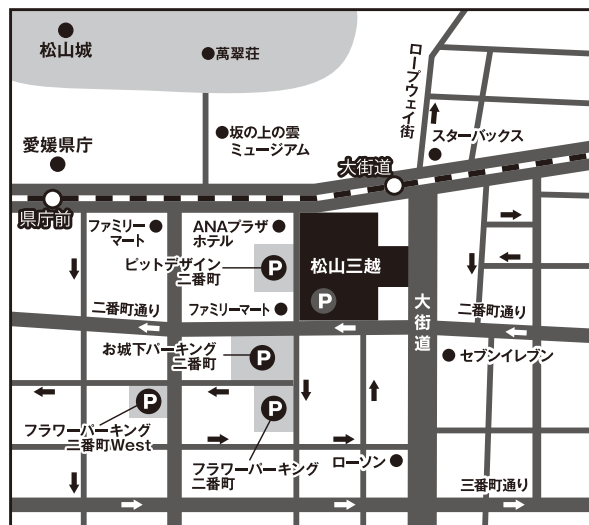 松山城
萬翠荘
ロープウェイ街
愛媛県庁
坂の上の雲
ミュージアム
スターバックス
大街道
県庁前
ファミリー
マート
ANAプラザ
ホテル
ピットデザイン
二番町
P
松山三越
P
二番町通り
ファミリーマート
大街道
二番町通り
お城下パーキング
二番町
P
セブンイレブン
P
P
フラワーパーキング
二番町West
フラワーパーキング
二番町
ローソン
三番町通り